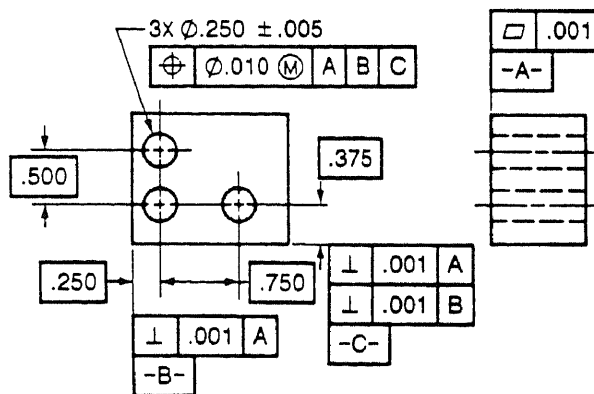 3X Ø.250 ±.005
⌖ Ø.010 Ⓜ A B C
⏥ .001
-A-
.500
.375
.250
.750
⊥ .001 A
⊥ .001 B
-C-
⊥ .001 A
-B-